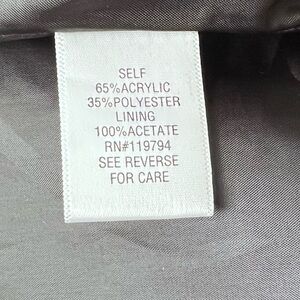 SELF
65%ACRYLIC
35%POLYESTER
LINING
100%ACETATE
RN#119794
SEE REVERSE
FOR CARE